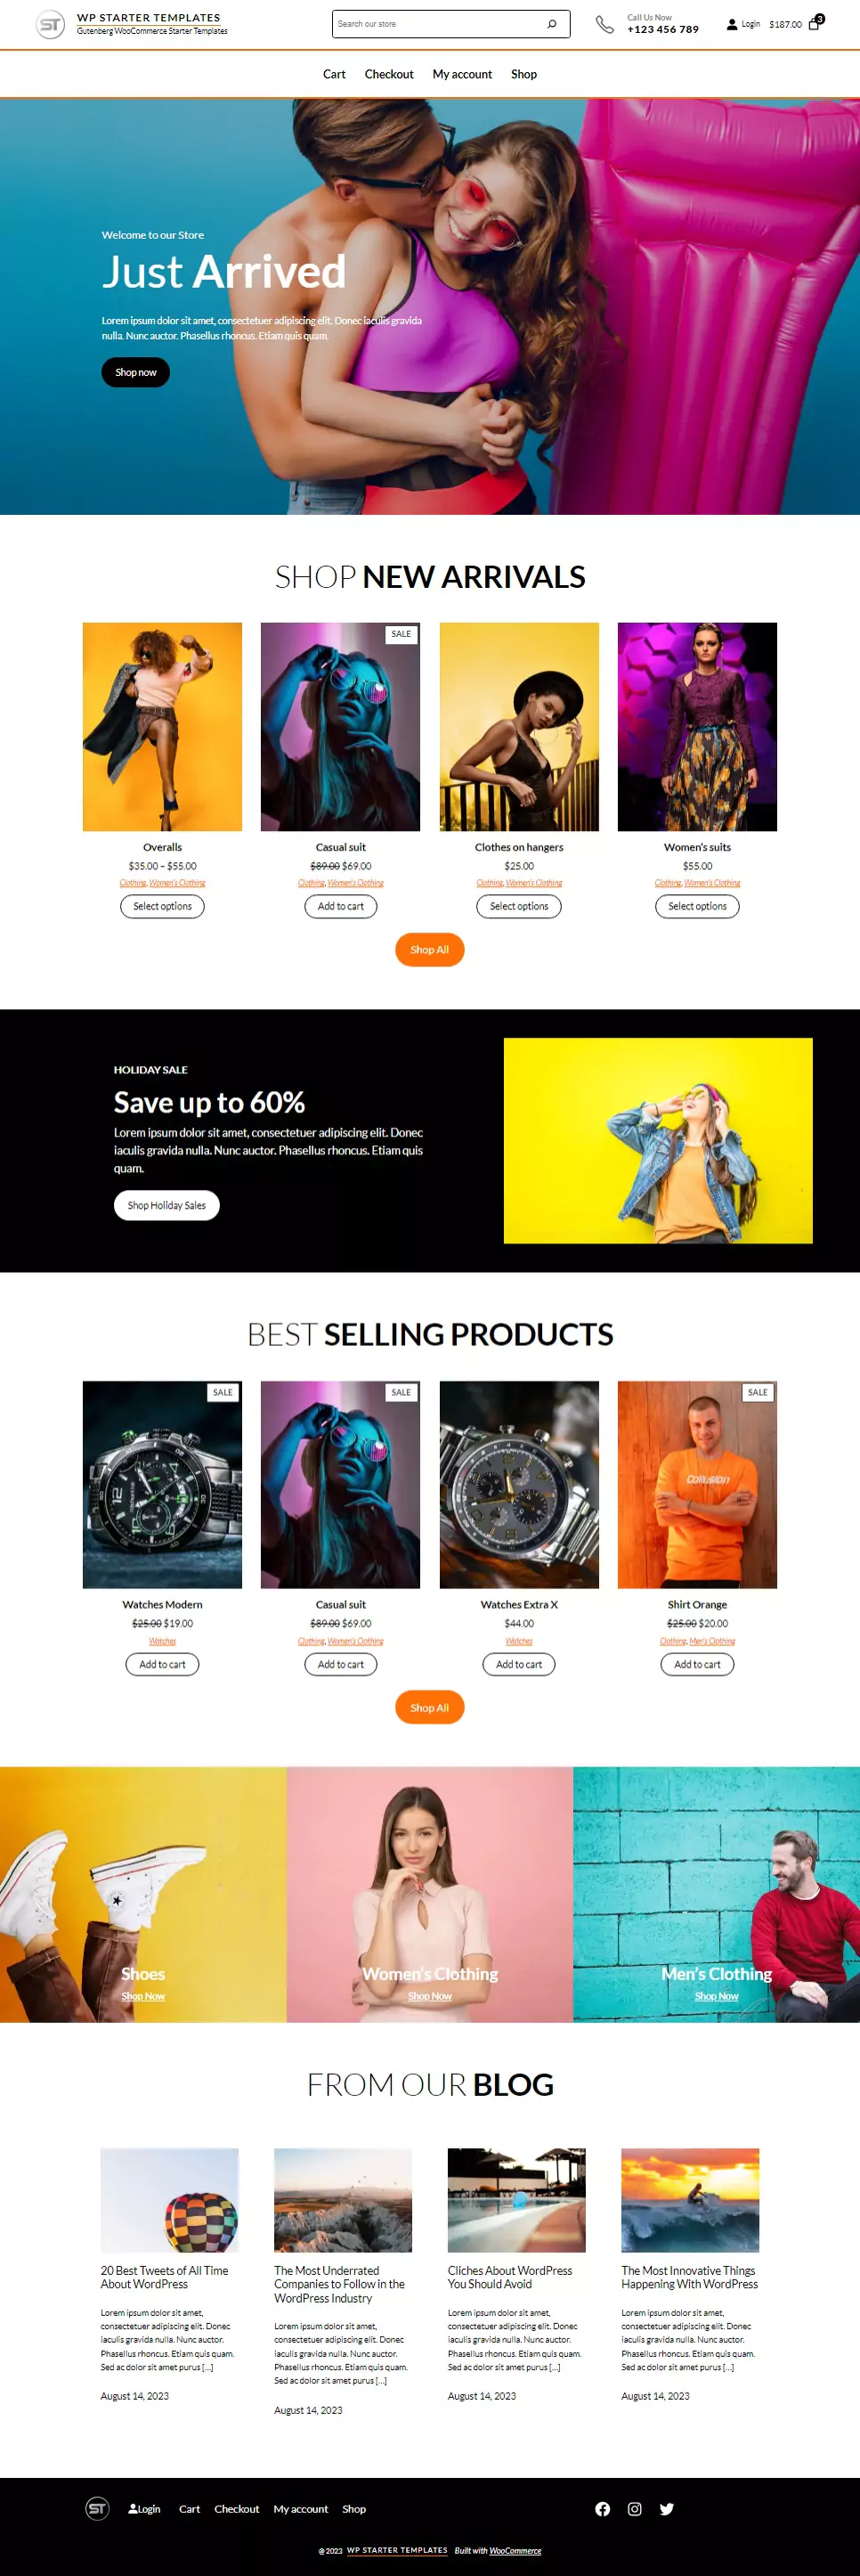 ST
WP STARTER TEMPLATES
Gutenberg WooCommerce Starter Templates
Search our store
Call Us Now
+123 456 789
Login
$187.00
3
Cart
Checkout
My account
Shop
Welcome to our Store
Just Arrived
Lorem ipsum dolor sit amet, consectetuer adipiscing elit. Donec iaculis gravida
nulla. Nunc auctor. Phasellus rhoncus. Etiam quis quam.
Shop now
SHOP NEW ARRIVALS
SALE
Overalls
$35.00 – $55.00
Clothing, Women's Clothing
Select options
Casual suit
$89.00 $69.00
Clothing, Women's Clothing
Add to cart
Clothes on hangers
$25.00
Clothing, Women's Clothing
Select options
Women's suits
$55.00
Clothing, Women's Clothing
Select options
Shop All
HOLIDAY SALE
Save up to 60%
Lorem ipsum dolor sit amet, consectetuer adipiscing elit. Donec
iaculis gravida nulla. Nunc auctor. Phasellus rhoncus. Etiam quis
quam.
Shop Holiday Sales
BEST SELLING PRODUCTS
SALE
SALE
SALE
12
Collusion
Watches Modern
$25.00 $19.00
Watches
Add to cart
Casual suit
$89.00 $69.00
Clothing, Women's Clothing
Add to cart
Watches Extra X
$44.00
Watches
Add to cart
Shirt Orange
$25.00 $20.00
Clothing, Men's Clothing
Add to cart
Shop All
Shoes
Shop Now
Women's Clothing
Shop Now
Men's Clothing
Shop Now
FROM OUR BLOG
20 Best Tweets of All Time
About WordPress
Lorem ipsum dolor sit amet,
consectetuer adipiscing elit. Donec
iaculis gravida nulla. Nunc auctor.
Phasellus rhoncus. Etiam quis quam.
Sed ac dolor sit amet purus […]
August 14, 2023
The Most Underrated
Companies to Follow in the
WordPress Industry
Lorem ipsum dolor sit amet,
consectetuer adipiscing elit. Donec
iaculis gravida nulla. Nunc auctor.
Phasellus rhoncus. Etiam quis quam.
Sed ac dolor sit amet purus […]
August 14, 2023
Cliches About WordPress
You Should Avoid
Lorem ipsum dolor sit amet,
consectetuer adipiscing elit. Donec
iaculis gravida nulla. Nunc auctor.
Phasellus rhoncus. Etiam quis quam.
Sed ac dolor sit amet purus […]
August 14, 2023
The Most Innovative Things
Happening With WordPress
Lorem ipsum dolor sit amet,
consectetuer adipiscing elit. Donec
iaculis gravida nulla. Nunc auctor.
Phasellus rhoncus. Etiam quis quam.
Sed ac dolor sit amet purus […]
August 14, 2023
ST
Login
Cart
Checkout
My account
Shop
@ 2023 WP STARTER TEMPLATES Built with WooCommerce